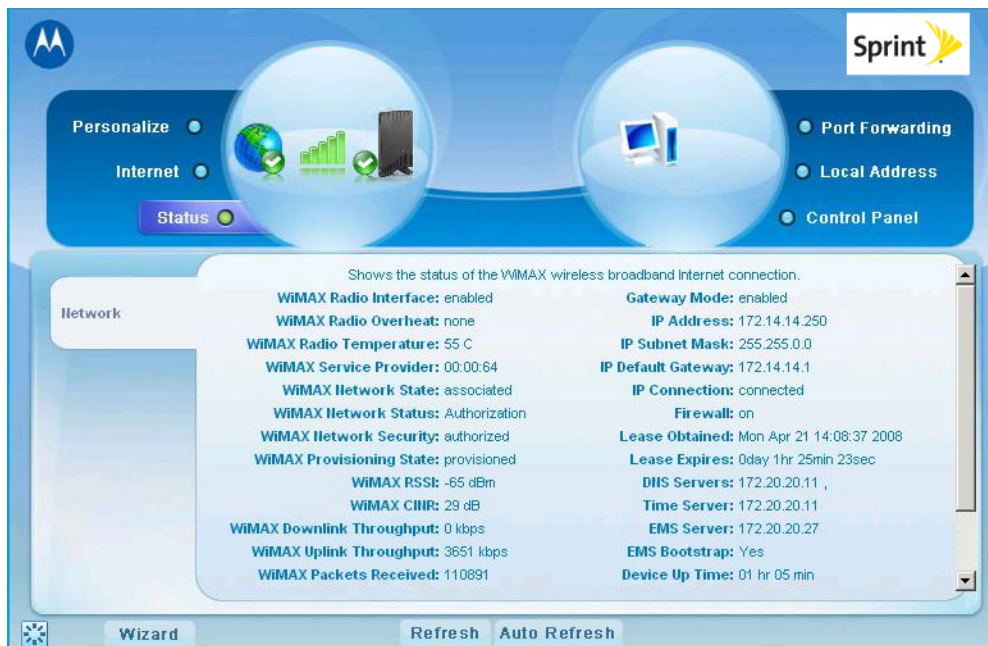 Sprint
Personalize
Internet
Status
Port Forwarding
Local Address
Control Panel
Network
Shows the status of the WiMAX wireless broadband Internet connection.
WiMAX Radio Interface: enabled
WiMAX Radio Overheat: none
WiMAX Radio Temperature: 55 C
WiMAX Service Provider: 00:00:64
WiMAX Network State: associated
WiMAX Network Status: Authorization
WiMAX Network Security: authorized
WiMAX Provisioning State: provisioned
WiMAX RSSI: -65 dBm
WiMAX CINR: 29 dB
WiMAX Downlink Throughput: 0 kbps
WiMAX Uplink Throughput: 3651 kbps
WiMAX Packets Received: 110891
Gateway Mode: enabled
IP Address: 172.14.14.250
IP Subnet Mask: 255.255.0.0
IP Default Gateway: 172.14.14.1
IP Connection: connected
Firewall: on
Lease Obtained: Mon Apr 21 14:08:37 2008
Lease Expires: 0day 1hr 25min 23sec
DNS Servers: 172.20.20.11 ,
Time Server: 172.20.20.11
EMS Server: 172.20.20.27
EMS Bootstrap: Yes
Device Up Time: 01 hr 05 min
Wizard
Refresh
Auto Refresh